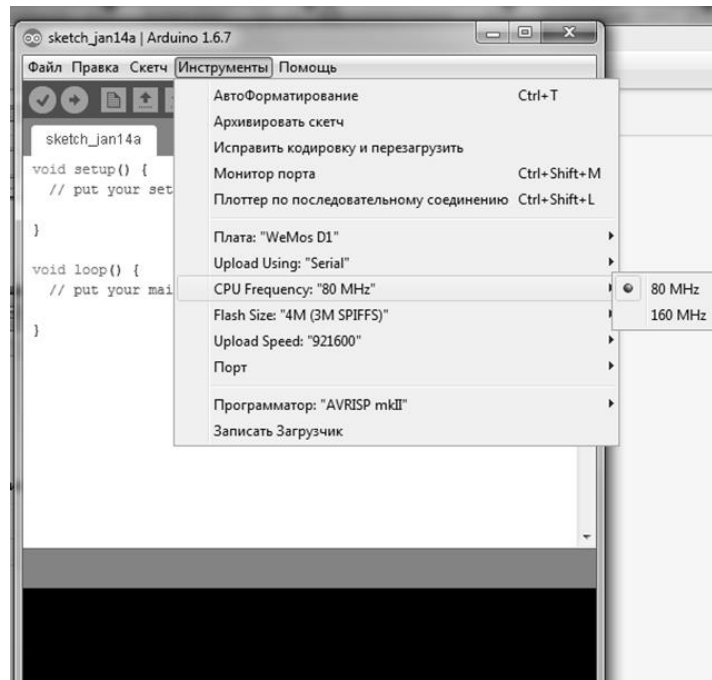 sketch_jan14a | Arduino 1.6.7
Файл Правка Скетч Инструменты Помощь
АвтоФорматирование Ctrl+T
Архивировать скетч
Исправить кодировку и перезагрузить
Монитор порта Ctrl+Shift+M
Плоттер по последовательному соединению Ctrl+Shift+L
Плата: "WeMos D1"
Upload Using: "Serial"
CPU Frequency: "80 MHz"
Flash Size: "4M (3M SPIFFS)"
Upload Speed: "921600"
Порт
Программатор: "AVRISP mkII"
Записать Загрузчик
80 MHz
160 MHz
sketch_jan14a
void setup() {
// put your set
}
void loop() {
// put your mai
}